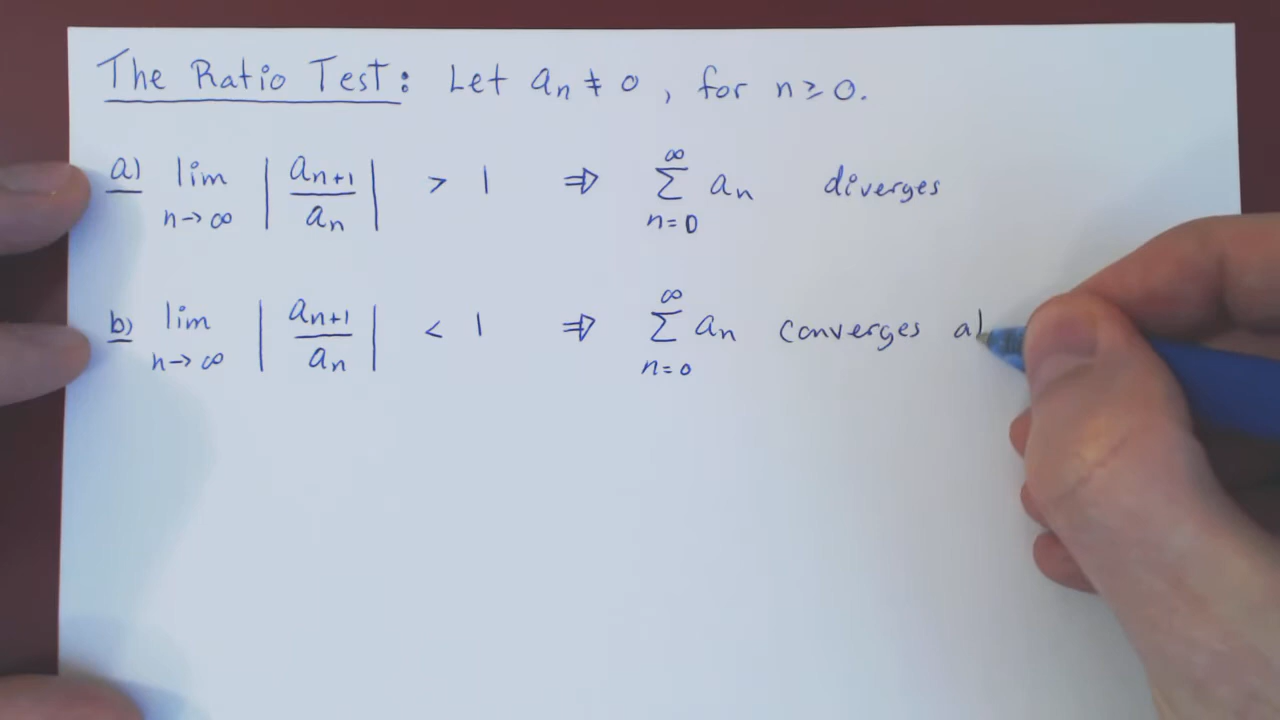 The Ratio Test: Let aₙ ≠ 0, for n ≥ 0.
a) lim n→∞ | aₙ₊₁ / aₙ | > 1 ⇒ ∑ n=0 ∞ aₙ diverges
b) lim n→∞ | aₙ₊₁ / aₙ | < 1 ⇒ ∑ n=0 ∞ aₙ converges